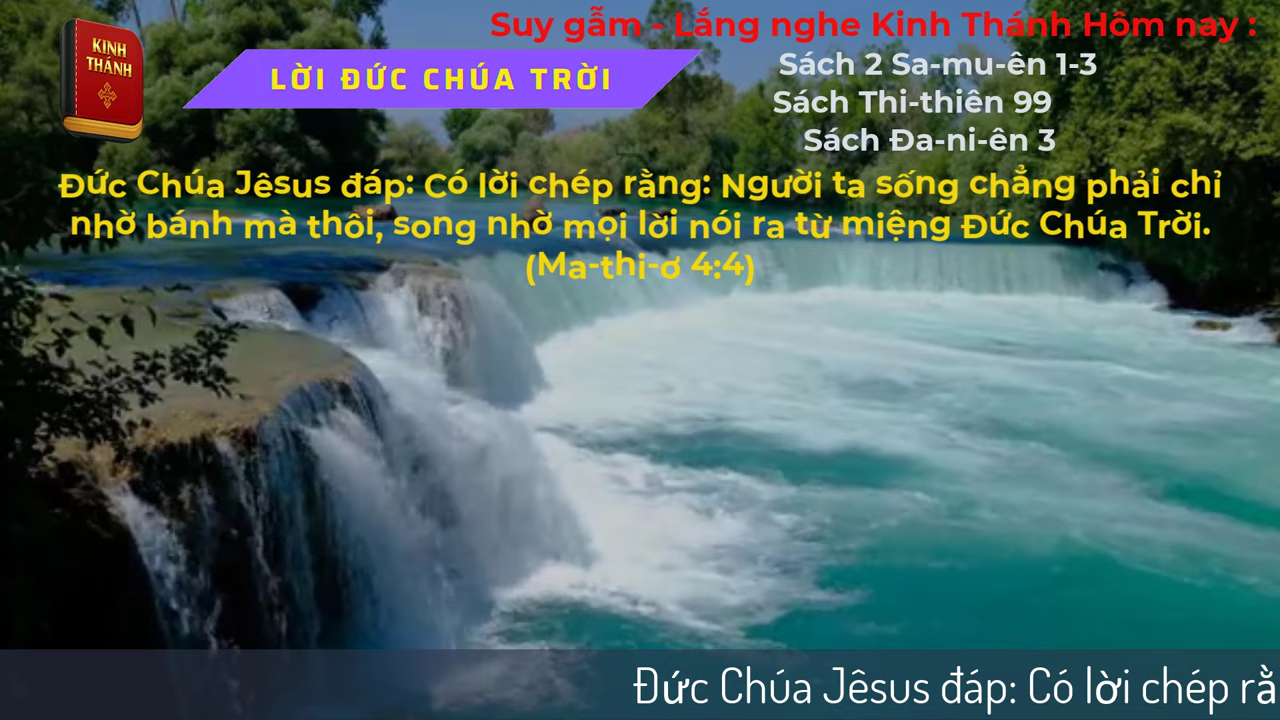 Suy gẫm - Lắng nghe Kinh Thánh Hôm nay :
KINH
THÁNH
LỜI ĐỨC CHÚA TRỜI
Sách 2 Sa-mu-ên 1-3
Sách Thi-thiên 99
Sách Đa-ni-ên 3
Đức Chúa Jêsus đáp: Có lời chép rằng: Người ta sống chẳng phải chỉ
nhờ bánh mà thôi, song nhờ mọi lời nói ra từ miệng Đức Chúa Trời.
(Ma-thi-ơ 4:4)
Đức Chúa Jêsus đáp: Có lời chép rằ